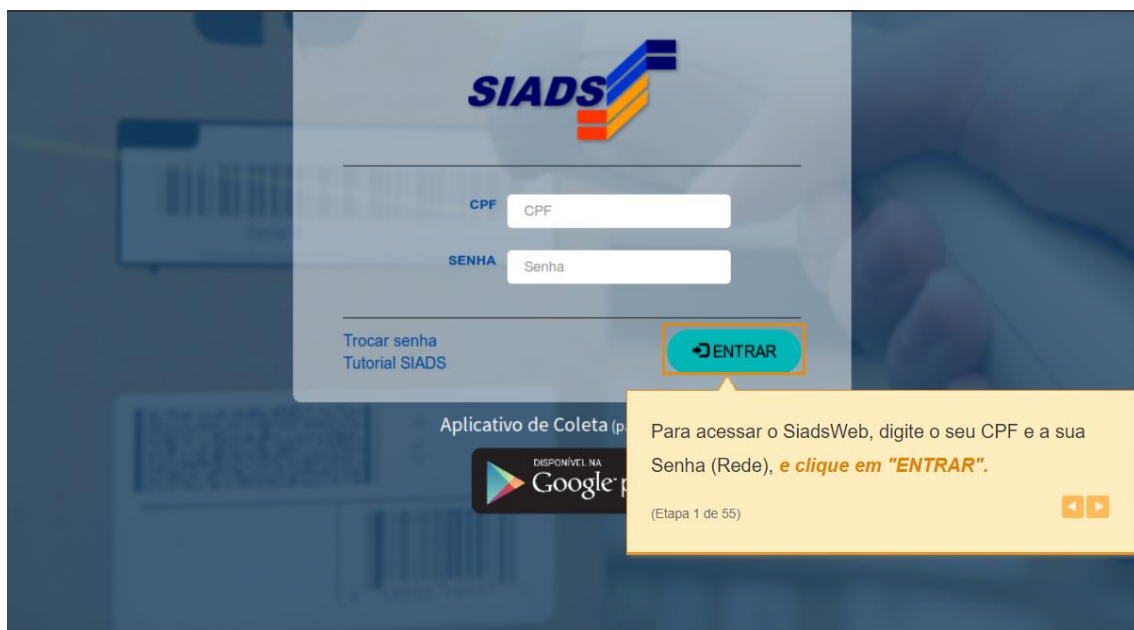 SIADS
CPF
CPF
SENHA
Senha
Trocar senha
Tutorial SIADS
ENTRAR
Aplicativo de Coleta
DISPONÍVEL NA
Google
Para acessar o SiadsWeb, digite o seu CPF e a sua
Senha (Rede), e clique em "ENTRAR".
(Etapa 1 de 55)